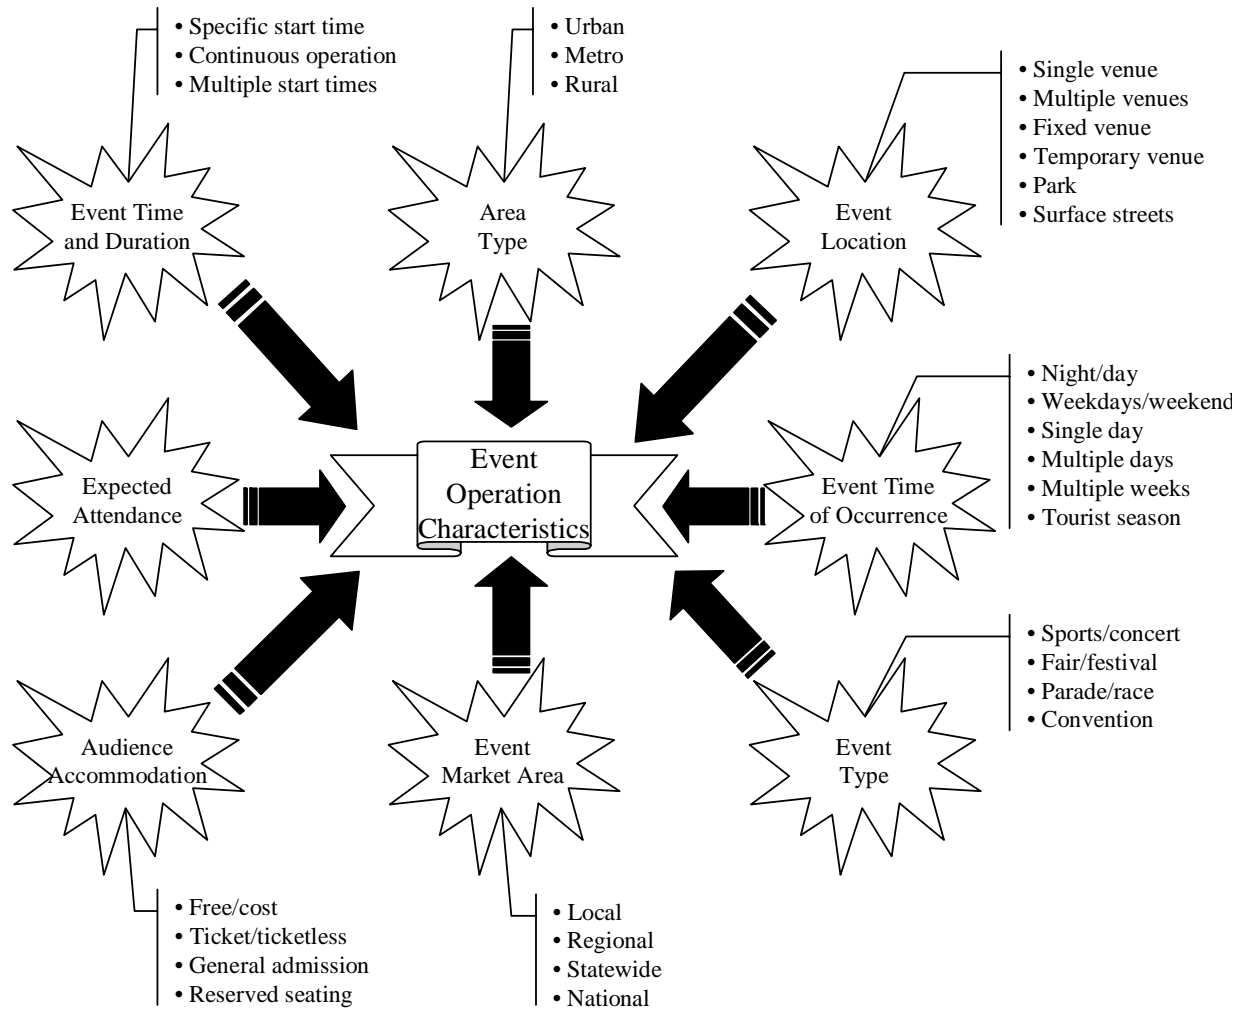 • Specific start time
• Continuous operation
• Multiple start times
Event Time
and Duration
• Urban
• Metro
• Rural
Area
Type
• Single venue
• Multiple venues
• Fixed venue
• Temporary venue
• Park
• Surface streets
Event
Location
Expected
Attendance
Event
Operation
Characteristics
Event Time
of Occurrence
• Night/day
• Weekdays/weekend
• Single day
• Multiple days
• Multiple weeks
• Tourist season
Audience
Accommodation
• Free/cost
• Ticket/ticketless
• General admission
• Reserved seating
Event
Market Area
• Local
• Regional
• Statewide
• National
Event
Type
• Sports/concert
• Fair/festival
• Parade/race
• Convention